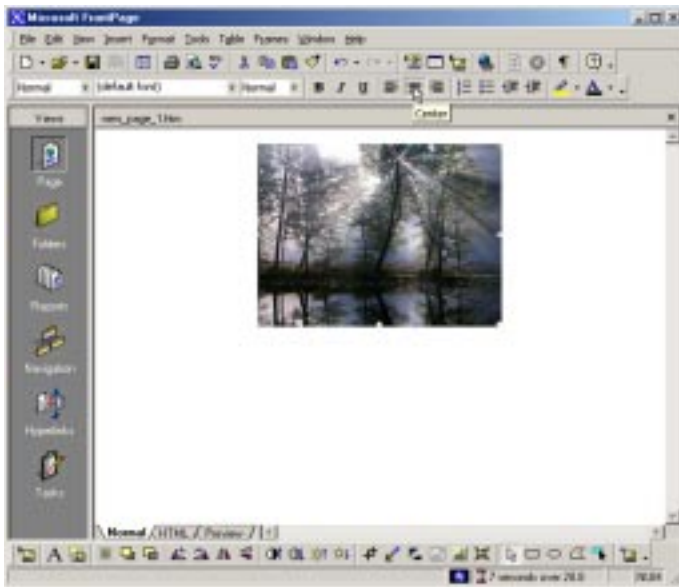 Microsoft FrontPage
File Edit View Insert Format Tools Table Frames Window Help
Normal (default font) Normal B I U
Center
Views new_page_1.htm
Page
Folders
Reports
Navigation
Hyperlinks
Tasks
Normal HTML Preview
7 seconds over 28.8